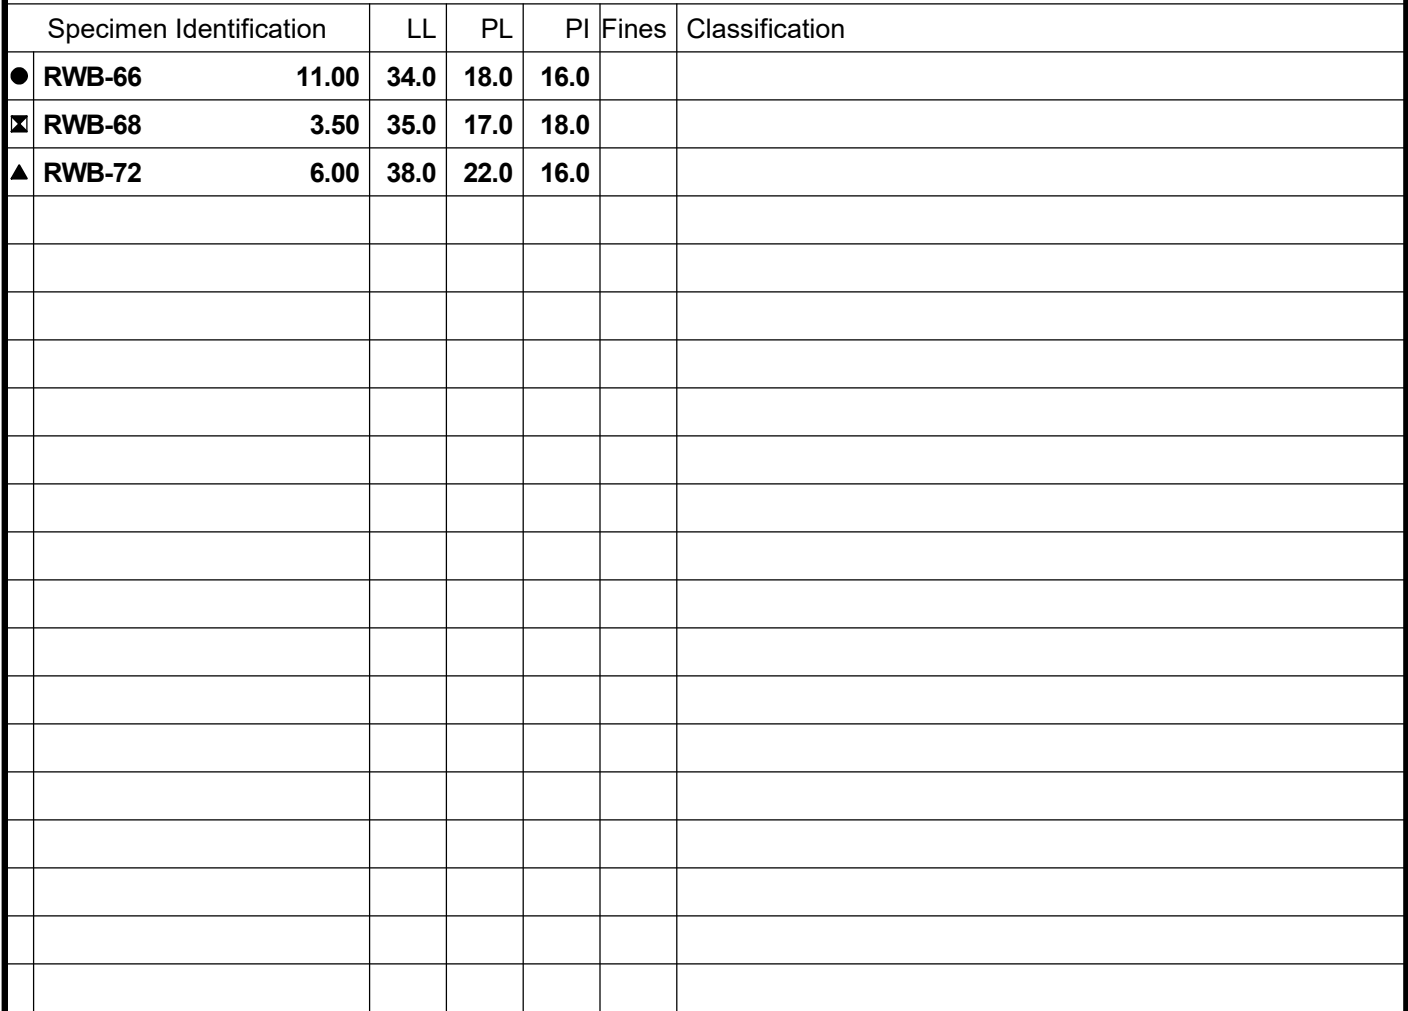 Specimen Identification LL PL PI Fines Classification
● RWB-66 11.00 34.0 18.0 16.0
RWB-68 3.50 35.0 17.0 18.0
▲ RWB-72 6.00 38.0 22.0 16.0